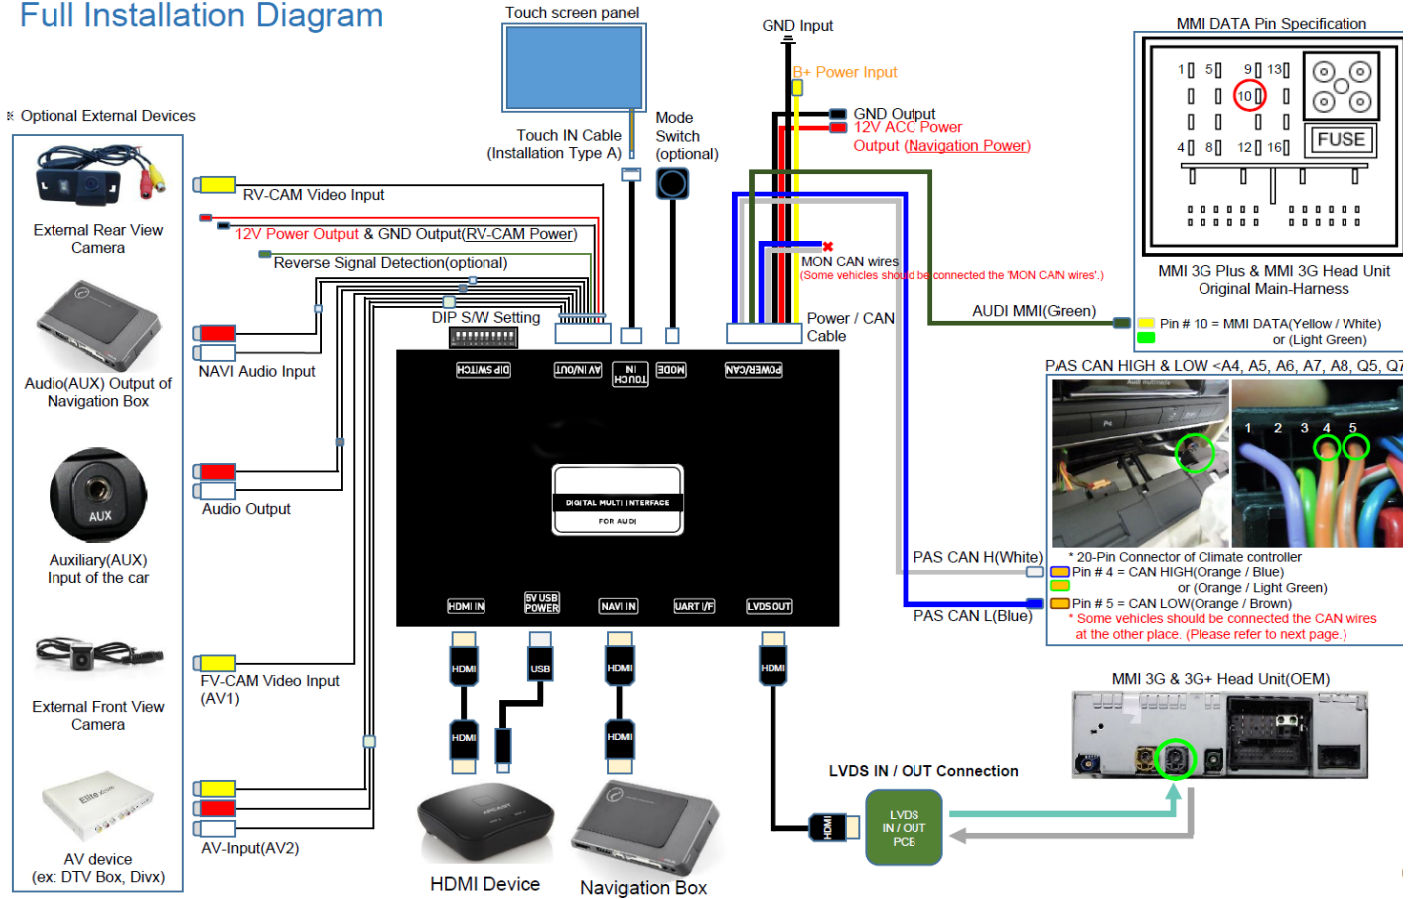 Full Installation Diagram
※ Optional External Devices
External Rear View
Camera
Audio(AUX) Output of
Navigation Box
AUX
Auxiliary(AUX)
Input of the car
External Front View
Camera
Elite
AV device
(ex: DTV Box, Divx)
RV-CAM Video Input
12V Power Output & GND Output(RV-CAM Power)
Reverse Signal Detection(optional)
NAVI Audio Input
Audio Output
FV-CAM Video Input
(AV1)
AV-Input(AV2)
Touch screen panel
Touch IN Cable
(Installation Type A)
Mode
Switch
(optional)
DIP S/W Setting
GND Input
B+ Power Input
GND Output
12V ACC Power
Output (Navigation Power)
MON CAN wires
(Some vehicles should be connected the 'MON CAN wires'.)
Power / CAN
Cable
AUDI MMI(Green)
PAS CAN H(White)
PAS CAN L(Blue)
DIP SWITCH
AV IN/OUT
TOUCH
IN
MODE
POWER/CAN
DIGITAL MULTI INTERFACE
FOR AUDI
HDMI IN
5V USB
POWER
NAVI IN
UART I/F
LVDS OUT
HDMI
USB
HDMI
HDMI
HDMI
HDMI
HDMI Device
Navigation Box
HDMI
LVDS IN / OUT Connection
LVDS
IN / OUT
PCB
MMI DATA Pin Specification
1 5 9 13
10
4 8 12 16
FUSE
MMI 3G Plus & MMI 3G Head Unit
Original Main-Harness
Pin # 10 = MMI DATA(Yellow / White)
or (Light Green)
PAS CAN HIGH & LOW <A4, A5, A6, A7, A8, Q5, Q7
1 2 3 4 5
* 20-Pin Connector of Climate controller
Pin # 4 = CAN HIGH(Orange / Blue)
or (Orange / Light Green)
Pin # 5 = CAN LOW(Orange / Brown)
* Some vehicles should be connected the CAN wires
at the other place. (Please refer to next page.)
MMI 3G & 3G+ Head Unit(OEM)